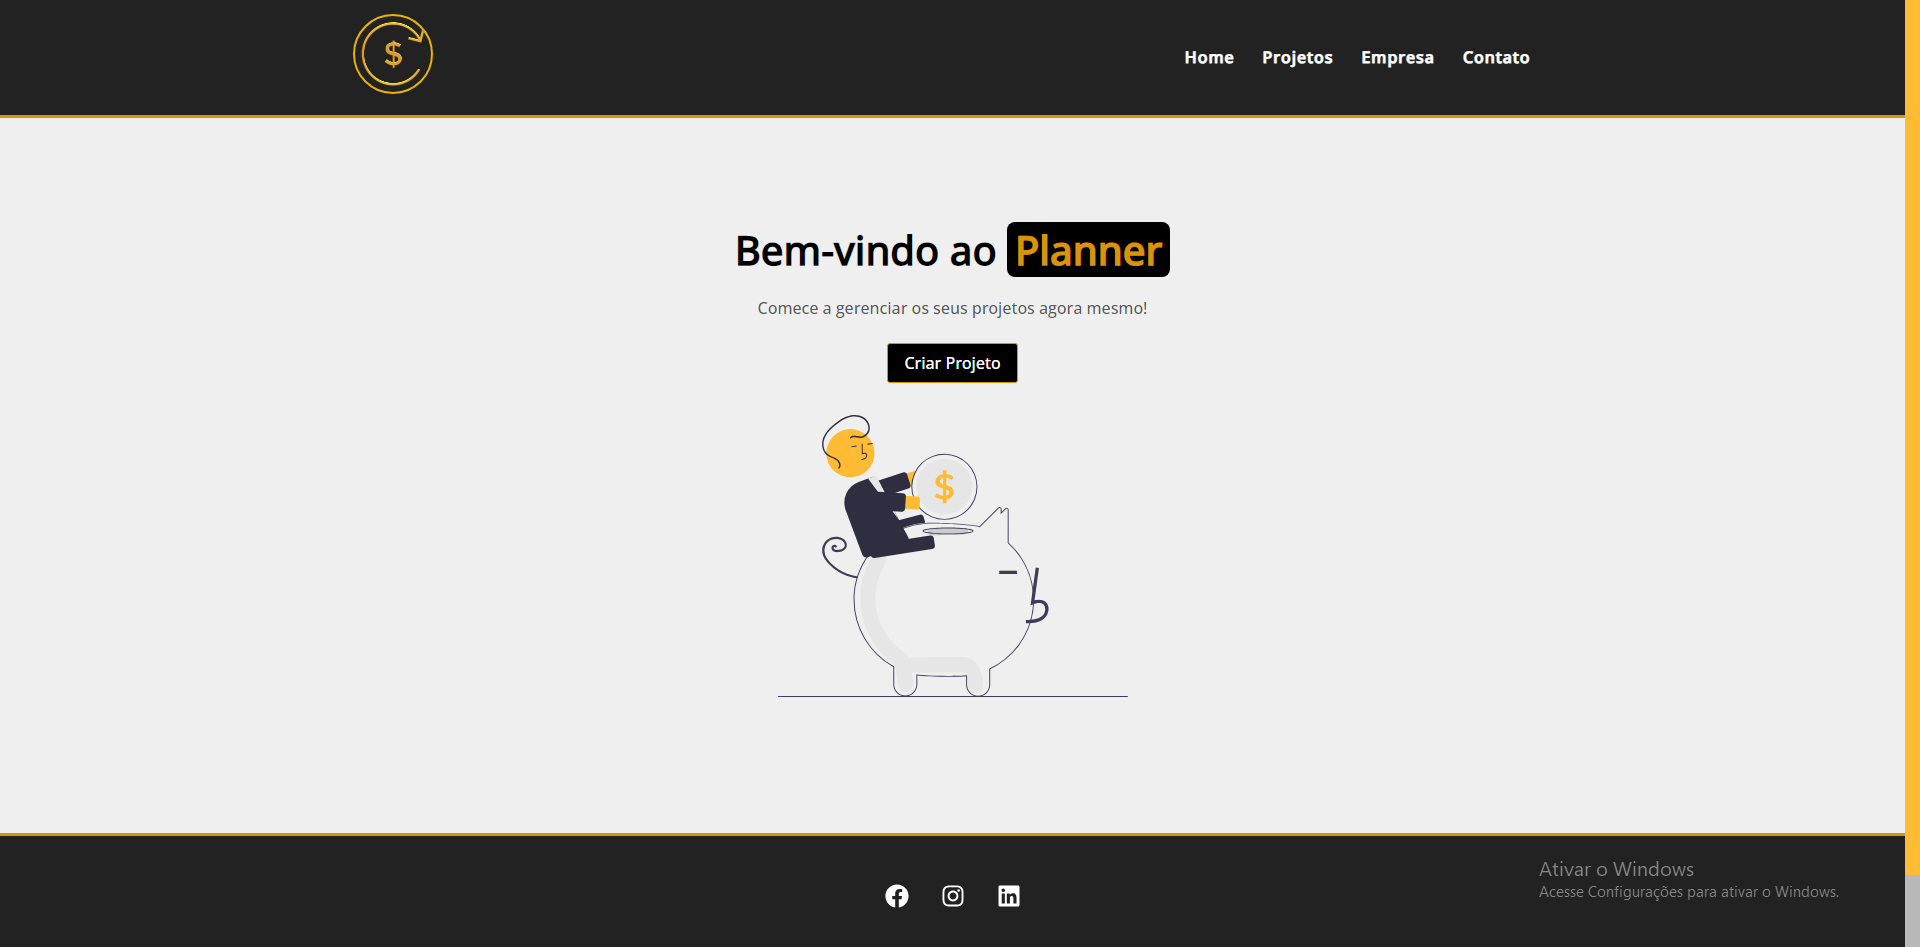 $
Home Projetos Empresa Contato
Bem-vindo ao Planner
Comece a gerenciar os seus projetos agora mesmo!
Criar Projeto
$
Ativar o Windows
Acesse Configurações para ativar o Windows.